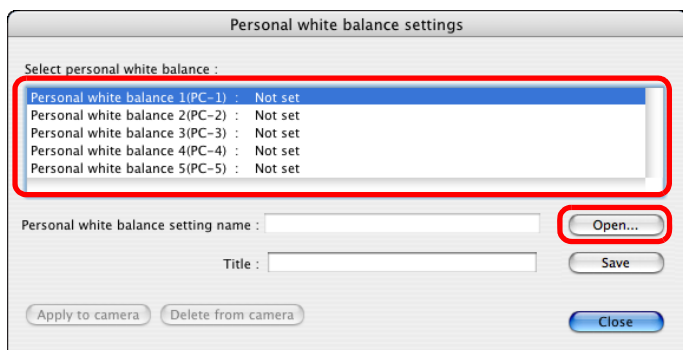 Personal white balance settings
Select personal white balance :
Personal white balance 1(PC-1) : Not set
Personal white balance 2(PC-2) : Not set
Personal white balance 3(PC-3) : Not set
Personal white balance 4(PC-4) : Not set
Personal white balance 5(PC-5) : Not set
Personal white balance setting name : Open...
Title : Save
Apply to camera Delete from camera Close